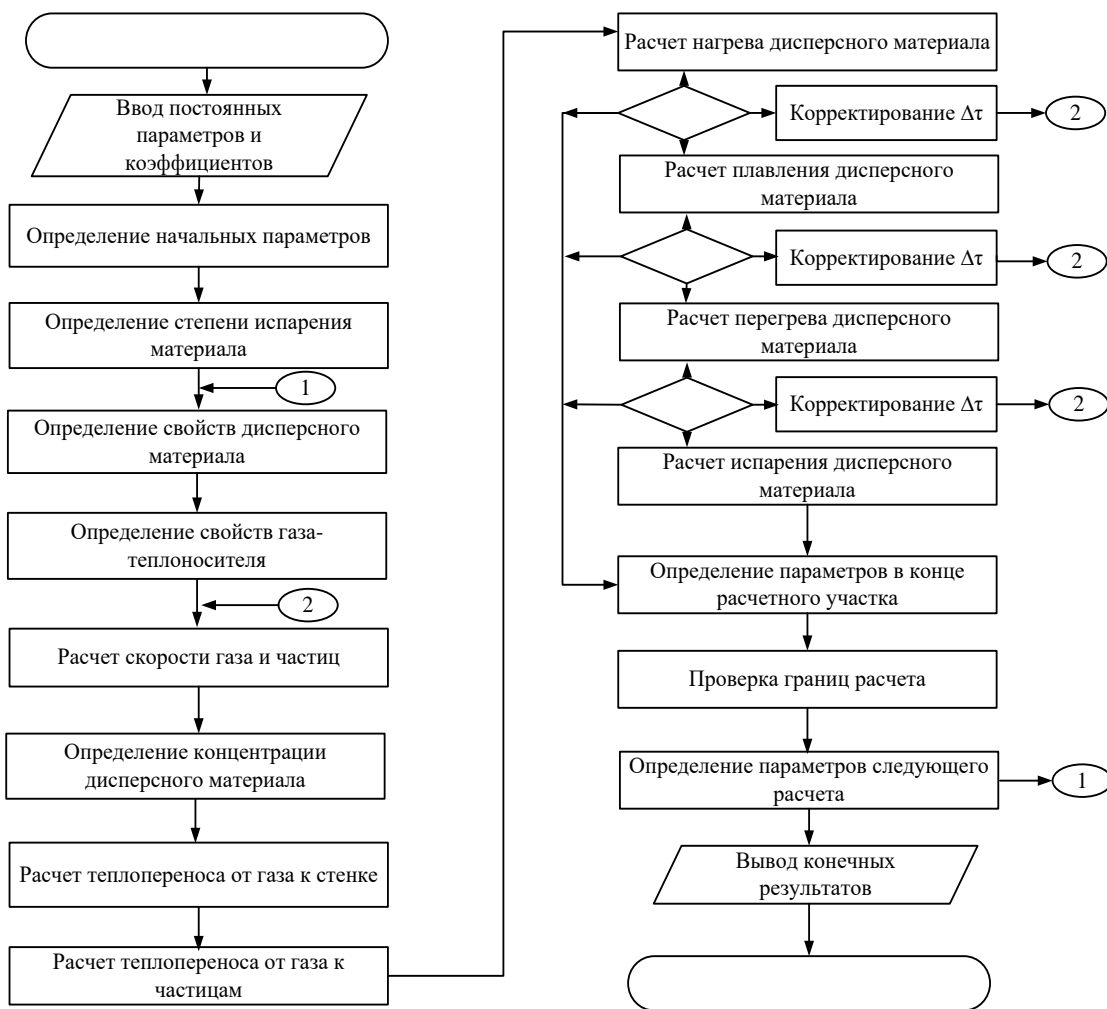 Ввод постоянных
параметров и
коэффициентов
Определение начальных параметров
Определение степени испарения
материала
1
Определение свойств дисперсного
материала
Определение свойств газа-
теплоносителя
2
Расчет скорости газа и частиц
Определение концентрации
дисперсного материала
Расчет теплопереноса от газа к стенке
Расчет теплопереноса от газа к
частицам
Расчет нагрева дисперсного материала
Корректирование Δτ
2
Расчет плавления дисперсного
материала
Корректирование Δτ
2
Расчет перегрева дисперсного
материала
Корректирование Δτ
2
Расчет испарения дисперсного
материала
Определение параметров в конце
расчетного участка
Проверка границ расчета
Определение параметров следующего
расчета
1
Вывод конечных
результатов